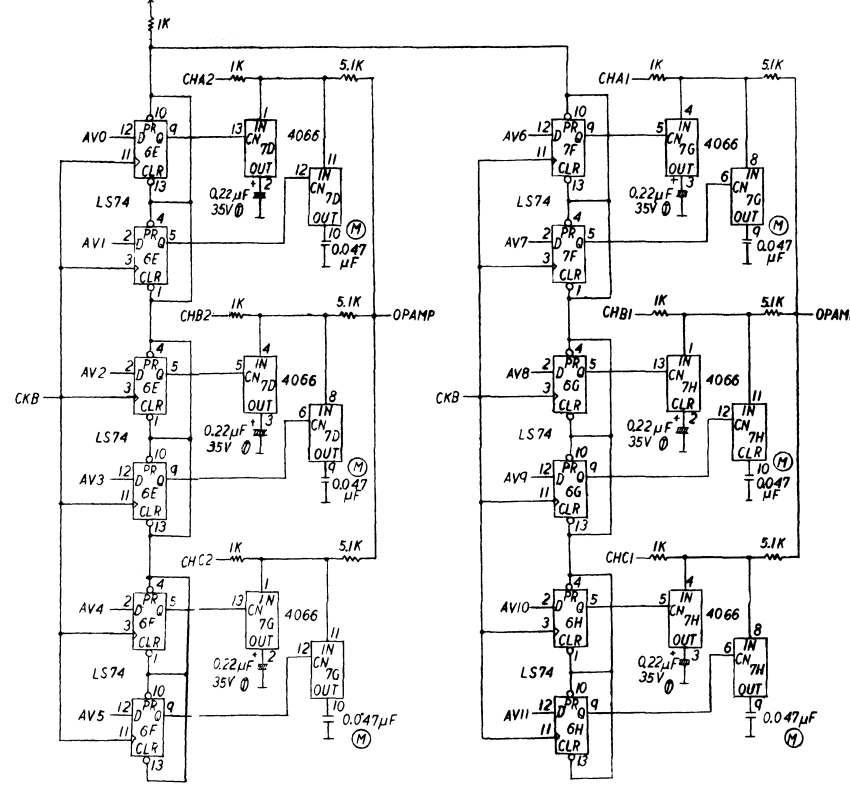 1K
CHA2 1K 5.1K
10
AV0 12 D PR Q 9 13 1 IN CN 7D OUT 4066
11 6E CLR
13
2
0.22µF +
35V T
LS74
12 11 IN CN 7D OUT
10 M
0.047
µF
4
AV1 2 D PR Q 5
3 6E CLR
1
CHB2 1K 5.1K OPAMP
4
AV2 2 D PR Q 5 5 4 IN CN 7D OUT 4066
CKB 3 6E CLR
1
3
0.22µF +
35V T
LS74
6 8 IN CN 7D OUT
9 M
0.047
µF
10
AV3 12 D PR Q 9
11 6E CLR
13
CHC2 1K 5.1K
4
AV4 2 D PR Q 5 13 1 IN CN 7G OUT 4066
3 6F CLR
1
2
0.22µF +
35V T
LS74
12 11 IN CN 7G OUT
10
0.047µF
M
10
AV5 12 D PR Q 9
11 6F CLR
13
CHA1 1K 5.1K
10
AV6 12 D PR Q 9 5 4 IN CN 7G OUT 4066
11 7F CLR
13
3
0.22µF +
35V T
LS74
6 8 IN CN 7G OUT
9 M
0.047
µF
4
AV7 2 D PR Q 5
3 7F CLR
1
CHB1 1K 5.1K OPAM
4
AV8 2 D PR Q 5 13 1 IN CN 7H CLR 4066
CKB 3 6G CLR
1
2
0.22µF +
35V T
LS74
12 11 IN CN 7H CLR
10 M
0.047
µF
10
AV9 12 D PR Q 9
11 6G CLR
13
CHC1 1K 5.1K
4
AV10 2 D PR Q 5 5 4 IN CN 7H OUT 4066
3 6H CLR
1
3
0.22µF +
35V T
LS74
6 8 IN CN 7H OUT
9
0.047µF
M
10
AV11 12 D PR Q 9
11 6H CLR
13